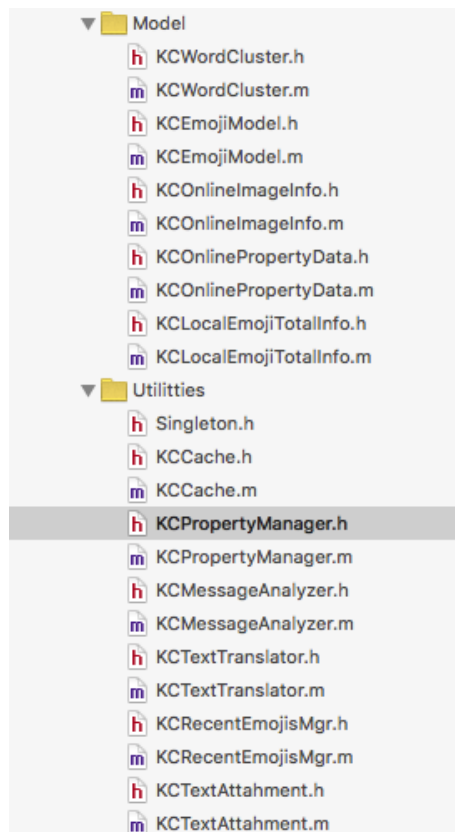 Model
h KCWordCluster.h
m KCWordCluster.m
h KCEmojiModel.h
m KCEmojiModel.m
h KCOnlineImageInfo.h
m KCOnlineImageInfo.m
h KCOnlinePropertyData.h
m KCOnlinePropertyData.m
h KCLocalEmojiTotalInfo.h
m KCLocalEmojiTotalInfo.m
Utilitties
h Singleton.h
h KCCache.h
m KCCache.m
h KCPropertyManager.h
m KCPropertyManager.m
h KCMessageAnalyzer.h
m KCMessageAnalyzer.m
h KCTextTranslator.h
m KCTextTranslator.m
h KCRecentEmojisMgr.h
m KCRecentEmojisMgr.m
h KCTextAttahment.h
m KCTextAttahment.m